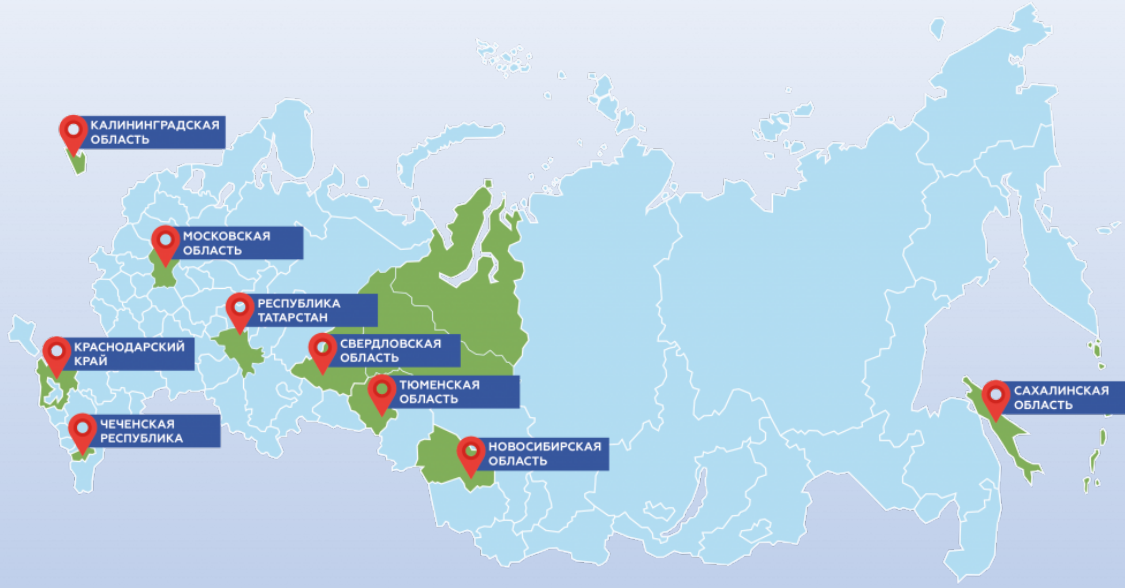 КАЛИНИНГРАДСКАЯ
ОБЛАСТЬ
МОСКОВСКАЯ
ОБЛАСТЬ
РЕСПУБЛИКА
ТАТАРСТАН
КРАСНОДАРСКИЙ
КРАЙ
СВЕРДЛОВСКАЯ
ОБЛАСТЬ
ТЮМЕНСКАЯ
ОБЛАСТЬ
САХАЛИНСКАЯ
ОБЛАСТЬ
ЧЕЧЕНСКАЯ
РЕСПУБЛИКА
НОВОСИБИРСКАЯ
ОБЛАСТЬ